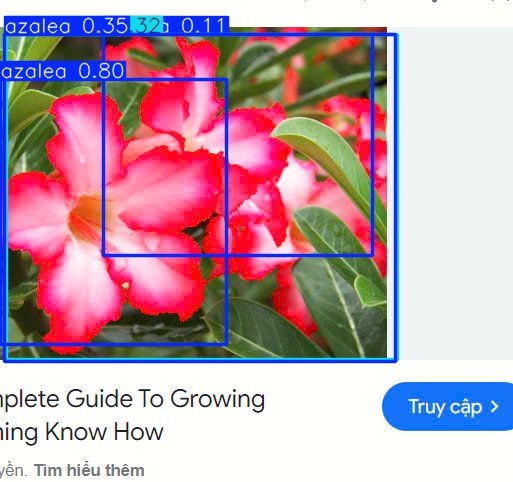 azalea 0.35 32 0.11
azalea 0.80
nplete Guide To Growing
ning Know How
Truy cập
yền. Tìm hiểu thêm